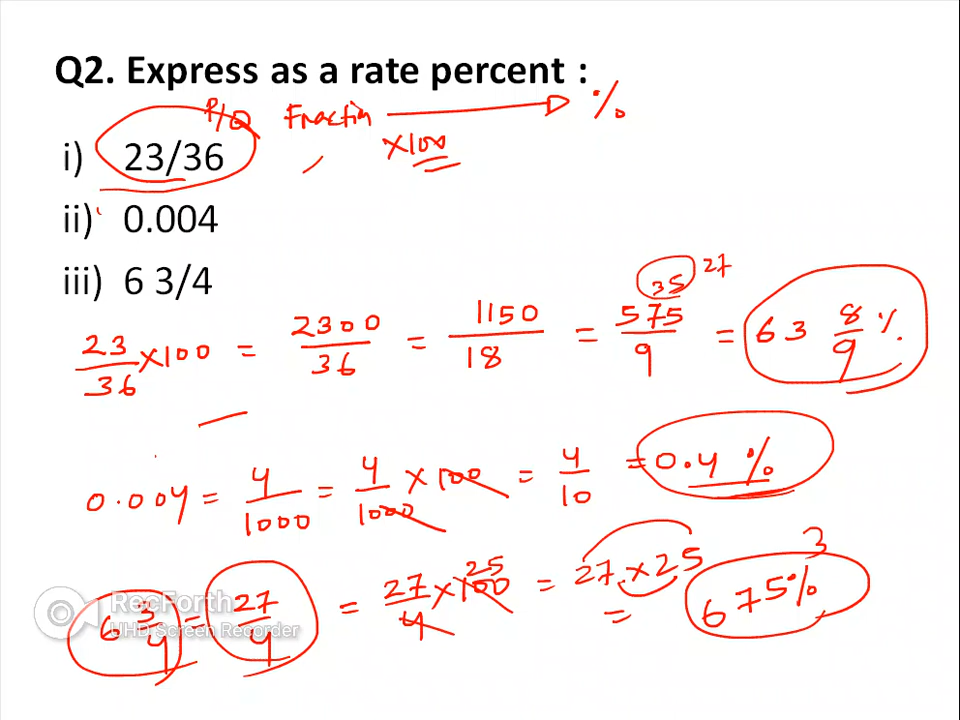 Q2. Express as a rate percent :
P/Q Fraction %
×100
i) 23/36
ii) 0.004
iii) 6 3/4
35 27
23/36 ×100 = 2300/36 = 1150/18 = 575/9 = 63 8/9 %
0.004 = 4/1000 = 4/1000 × 100 = 4/10 = 0.4 %
6 3/4 = 27/4 = 27/4 × 100 25 = 27 × 25
3
= 675%
RecForth
UHD Screen Recorder